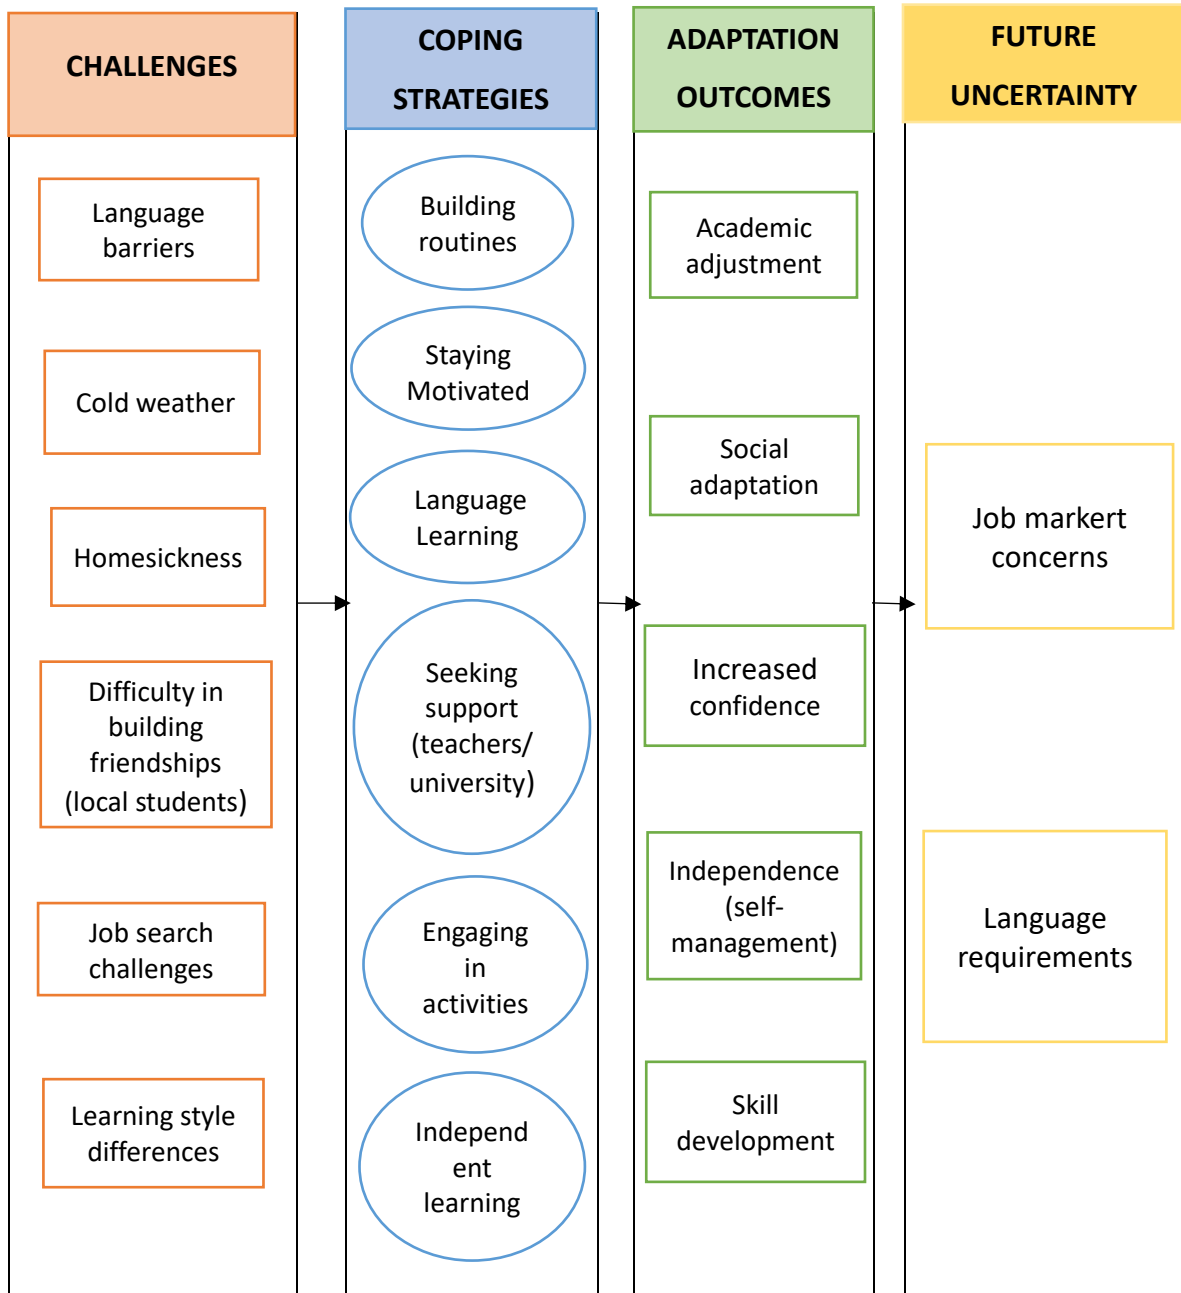 CHALLENGES
Language
barriers
Cold weather
Homesickness
Difficulty in
building
friendships
(local students)
Job search
challenges
Learning style
differences
COPING
STRATEGIES
Building
routines
Staying
Motivated
Language
Learning
Seeking
support
(teachers/
university)
Engaging
in
activities
Independ
ent
learning
ADAPTATION
OUTCOMES
Academic
adjustment
Social
adaptation
Increased
confidence
Independence
(self-
management)
Skill
development
FUTURE
UNCERTAINTY
Job markert
concerns
Language
requirements